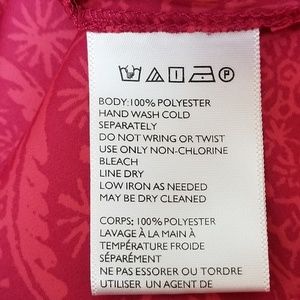 BODY: 100% POLYESTER
HAND WASH COLD
SEPARATELY
DO NOT WRING OR TWIST
USE ONLY NON-CHLORINE
BLEACH
LINE DRY
LOW IRON AS NEEDED
MAY BE DRY CLEANED
CORPS: 100% POLYESTER
LAVAGE À LA MAIN À
TEMPÉRATURE FROIDE
SÉPARÉMENT
NE PAS ESSORER OU TORDRE
UTILISER UN AGENT DE